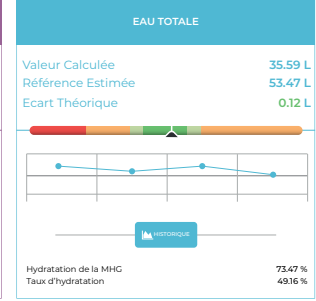 EAU TOTALE
Valeur Calculée 35.59 L
Référence Estimée 53.47 L
Ecart Théorique 0.12 L
HISTORIQUE
Hydratation de la MHG 73.47 %
Taux d'hydratation 49.16 %